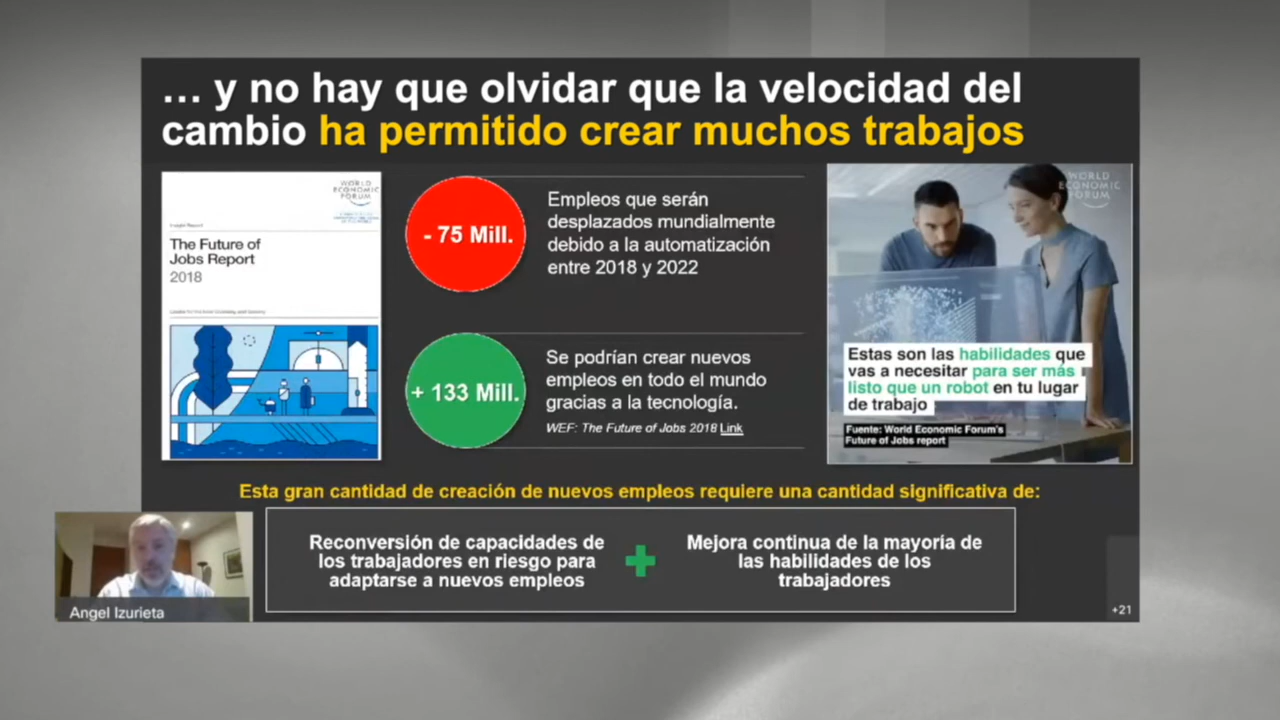 ... y no hay que olvidar que la velocidad del
cambio ha permitido crear muchos trabajos
WORLD
ECONOMIC
FORUM
Insight Report
The Future of
Jobs Report
2018
- 75 Mill.
Empleos que serán
desplazados mundialmente
debido a la automatización
entre 2018 y 2022
+ 133 Mill.
Se podrían crear nuevos
empleos en todo el mundo
gracias a la tecnología.
WEF: The Future of Jobs 2018 Link
WORLD
ECONOMIC
FORUM
Estas son las habilidades que
vas a necesitar para ser más
listo que un robot en tu lugar
de trabajo
Fuente: World Economic Forum's
Future of Jobs report
Esta gran cantidad de creación de nuevos empleos requiere una cantidad significativa de:
Reconversión de capacidades de
los trabajadores en riesgo para
adaptarse a nuevos empleos
Mejora continua de la mayoría de
las habilidades de los
trabajadores
Angel Izurieta
+21